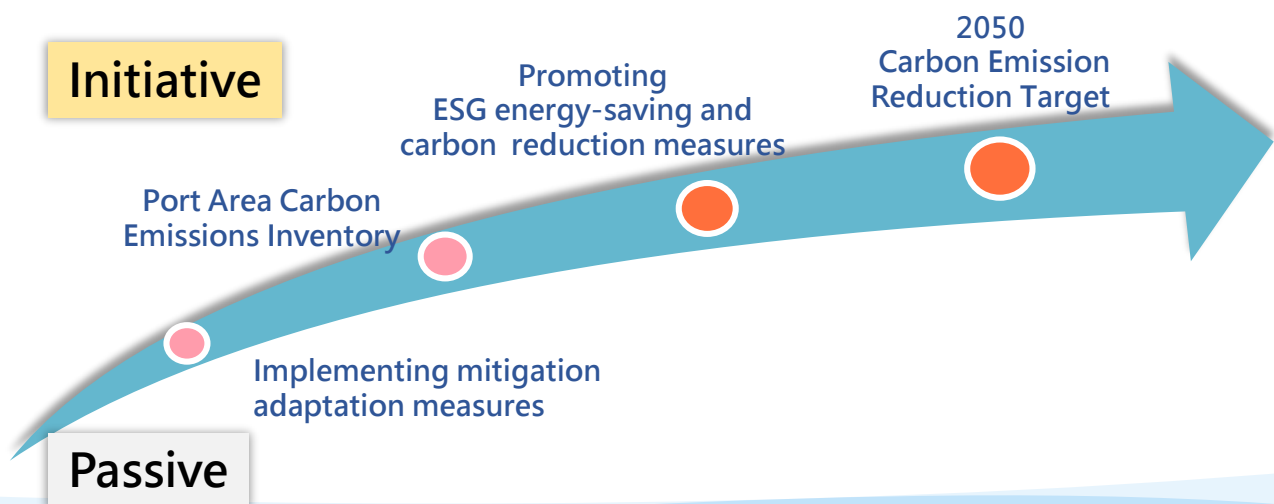 Initiative
2050
Carbon Emission
Reduction Target
Promoting
ESG energy-saving and
carbon reduction measures
Port Area Carbon
Emissions Inventory
Implementing mitigation
adaptation measures
Passive